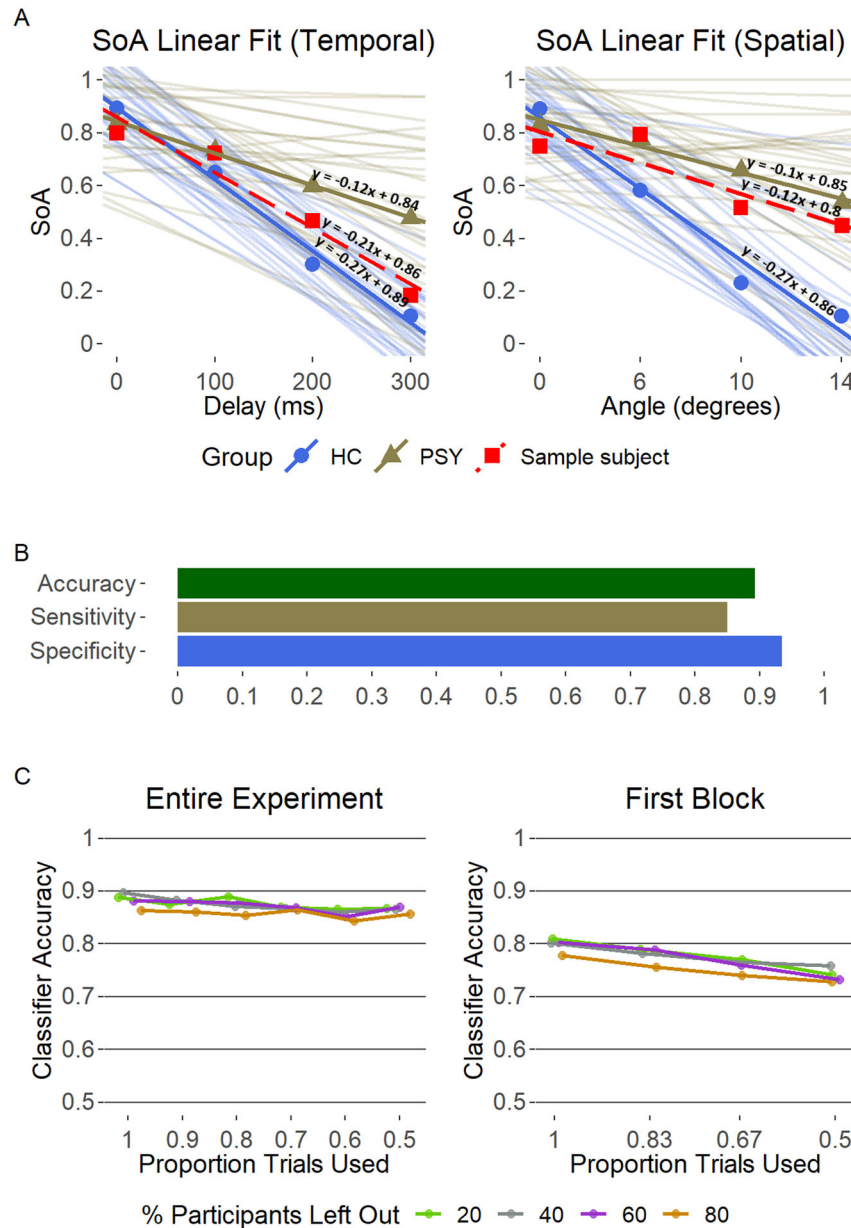 A
SoA Linear Fit (Temporal)
SoA
1
0.8
0.6
0.4
0.2
0
y = -0.12x + 0.84
y = -0.21x + 0.86
y = -0.27x + 0.89
0 100 200 300
Delay (ms)
SoA Linear Fit (Spatial)
SoA
1
0.8
0.6
0.4
0.2
0
y = -0.1x + 0.85
y = -0.12x + 0.8
y = -0.27x + 0.86
0 6 10 14
Angle (degrees)
Group HC PSY Sample subject
B
Accuracy
Sensitivity
Specificity
0 0.1 0.2 0.3 0.4 0.5 0.6 0.7 0.8 0.9 1
C
Entire Experiment
Classifier Accuracy
1
0.9
0.8
0.7
0.6
0.5
1 0.9 0.8 0.7 0.6 0.5
Proportion Trials Used
First Block
Classifier Accuracy
1
0.9
0.8
0.7
0.6
0.5
1 0.83 0.67 0.5
Proportion Trials Used
% Participants Left Out 20 40 60 80